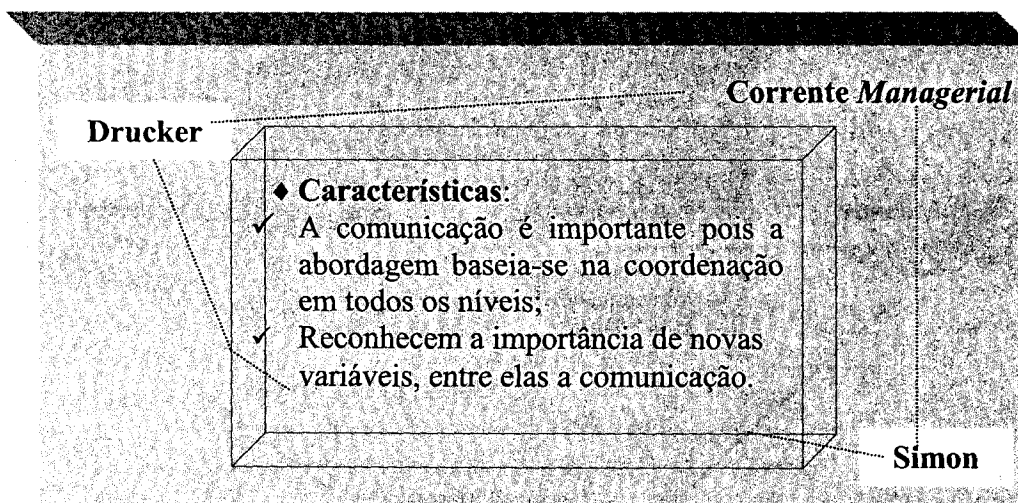 Corrente Managerial
Drucker
♦ Características:
✓ A comunicação é importante pois a
abordagem baseia-se na coordenação
em todos os níveis;
✓ Reconhecem a importância de novas
variáveis, entre elas a comunicação.
Simon